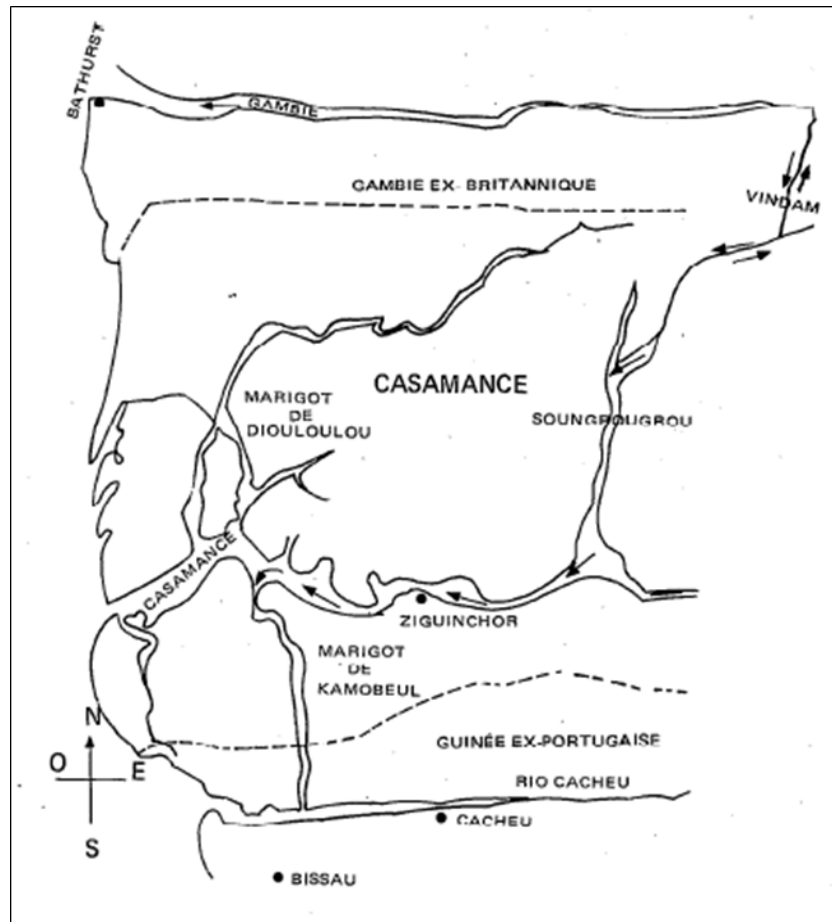 BATHURST
GAMBIE
GAMBIE EX-BRITANNIQUE
VINDAM
CASAMANCE
MARIGOT
DE
DIOULOULOU
SOUNGROUGROU
CASAMANCE
ZIGUINCHOR
MARIGOT
DE
KAMOBEUL
N
O
E
S
GUINÉE EX-PORTUGAISE
RIO CACHEU
CACHEU
BISSAU